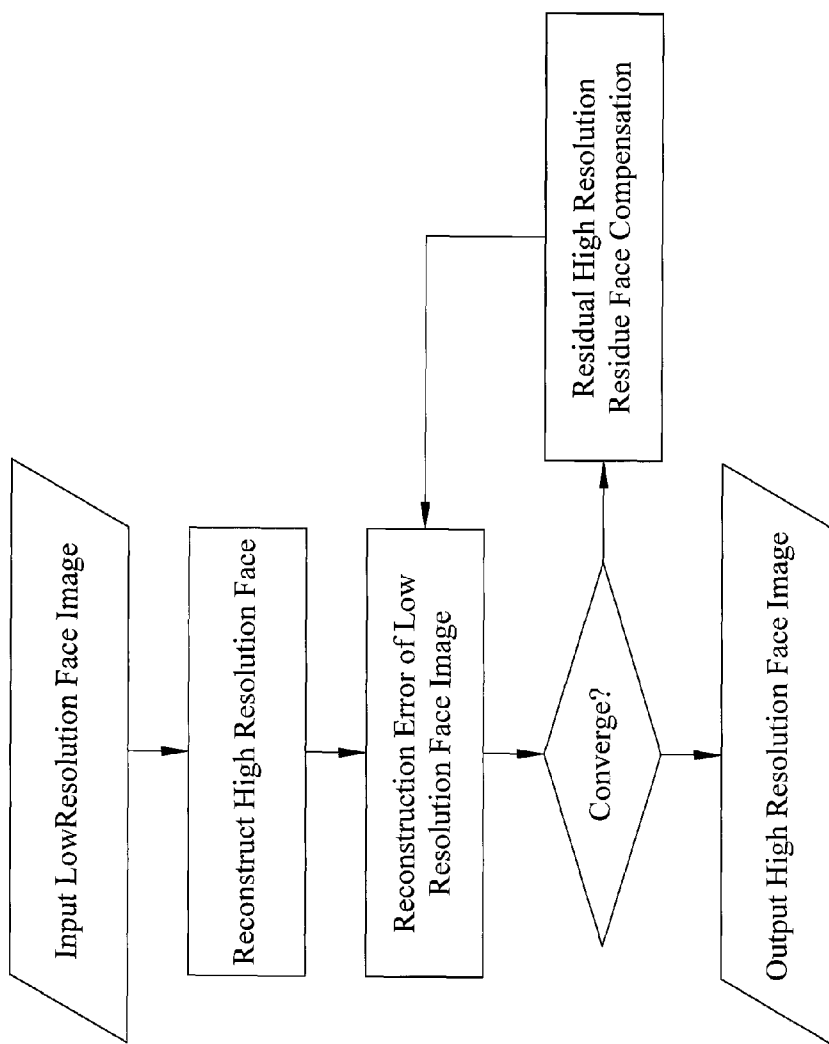 Input LowResolution Face Image
Reconstruct High Resolution Face
Reconstruction Error of Low
Resolution Face Image
Converge?
Residual High Resolution
Residue Face Compensation
Output High Resolution Face Image